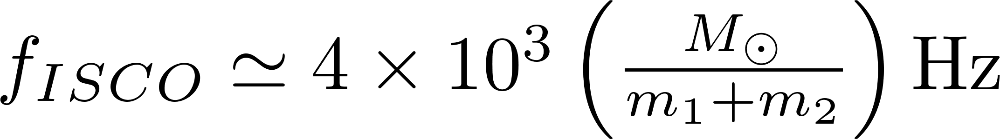 f_{ISCO} ≃ 4 × 10^3 (M_⊙ / m_1+m_2) Hz